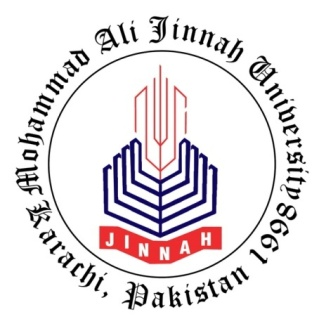 Mohammad Ali Jinnah University
Karachi, Pakistan 1998
JINNAH